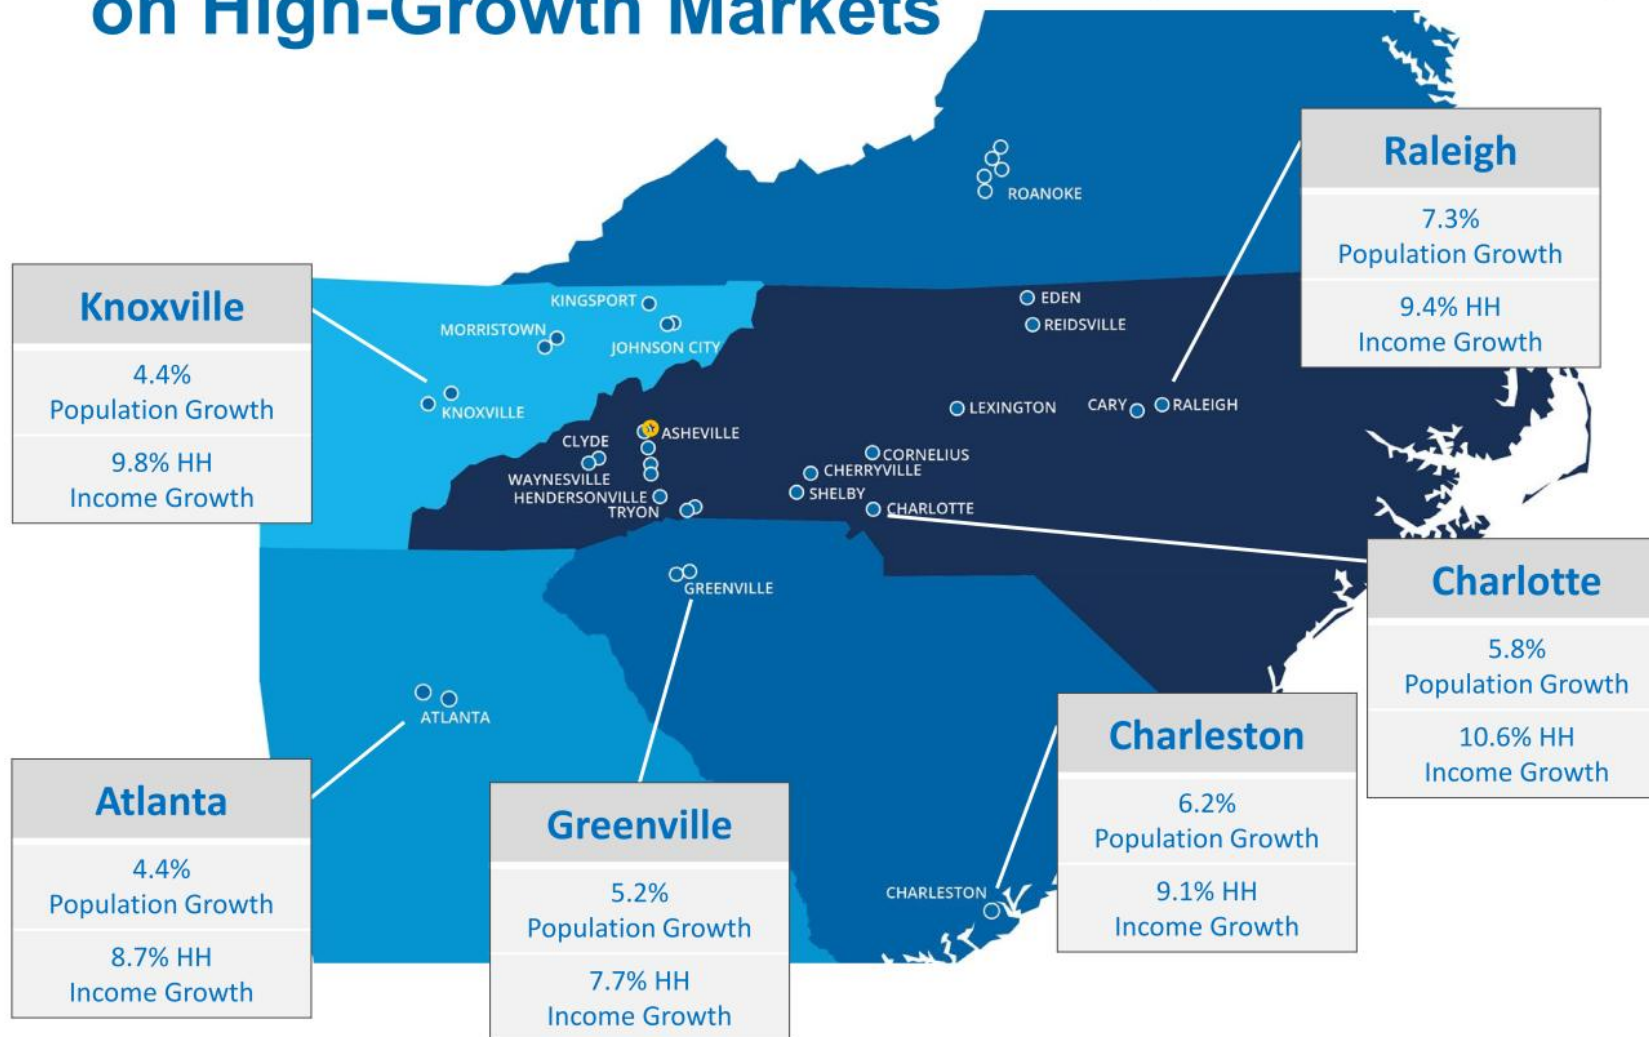 on High-Growth Markets
ROANOKE
Raleigh
7.3%
Population Growth
9.4% HH
Income Growth
Knoxville
4.4%
Population Growth
9.8% HH
Income Growth
KINGSPORT
MORRISTOWN
JOHNSON CITY
KNOXVILLE
EDEN
REIDSVILLE
LEXINGTON
CARY
RALEIGH
ASHEVILLE
CLYDE
WAYNESVILLE
HENDERSONVILLE
TRYON
CORNELIUS
CHERRYVILLE
SHELBY
CHARLOTTE
GREENVILLE
Charlotte
5.8%
Population Growth
10.6% HH
Income Growth
ATLANTA
Atlanta
4.4%
Population Growth
8.7% HH
Income Growth
Greenville
5.2%
Population Growth
7.7% HH
Income Growth
CHARLESTON
Charleston
6.2%
Population Growth
9.1% HH
Income Growth